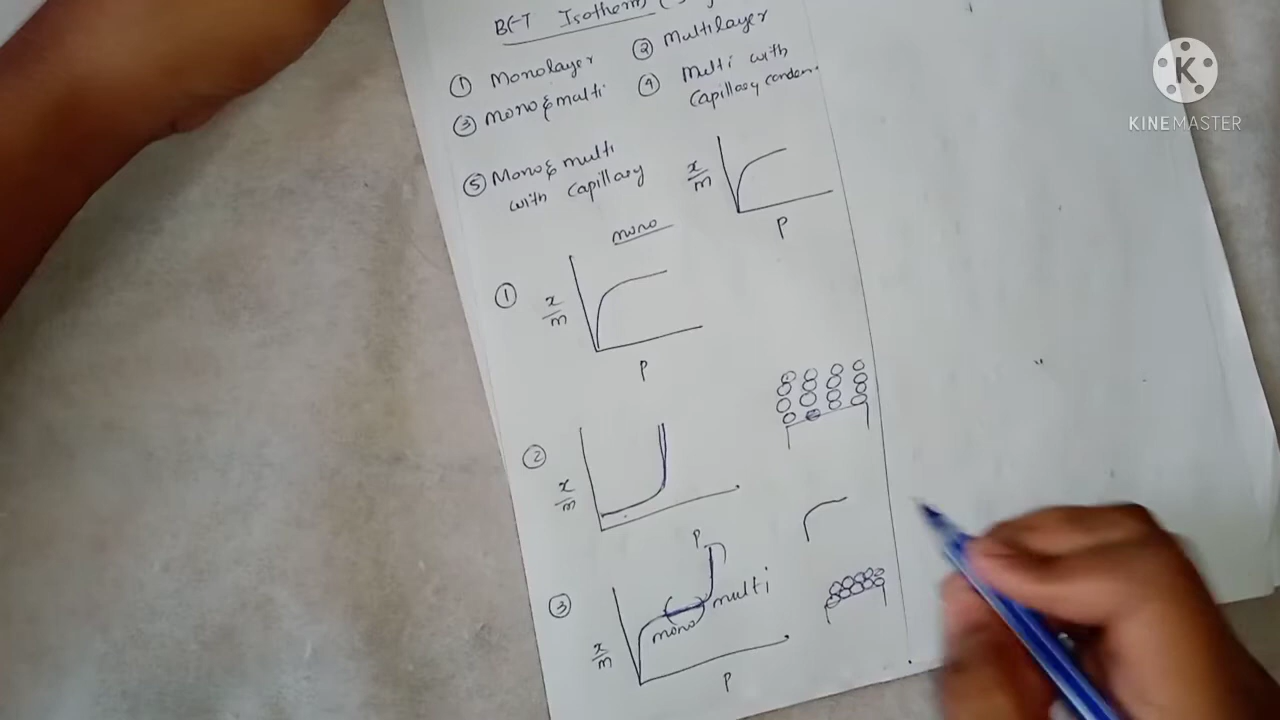 BET Isotherm
① Monolayer
② Multilayer
③ Mono & multi
④ Multi with
Capillary conden.
⑤ Mono & multi
with Capillary
x/m
P
mono
①
x/m
P
②
x/m
P
③
x/m
mono
multi
P
K
KINEMASTER